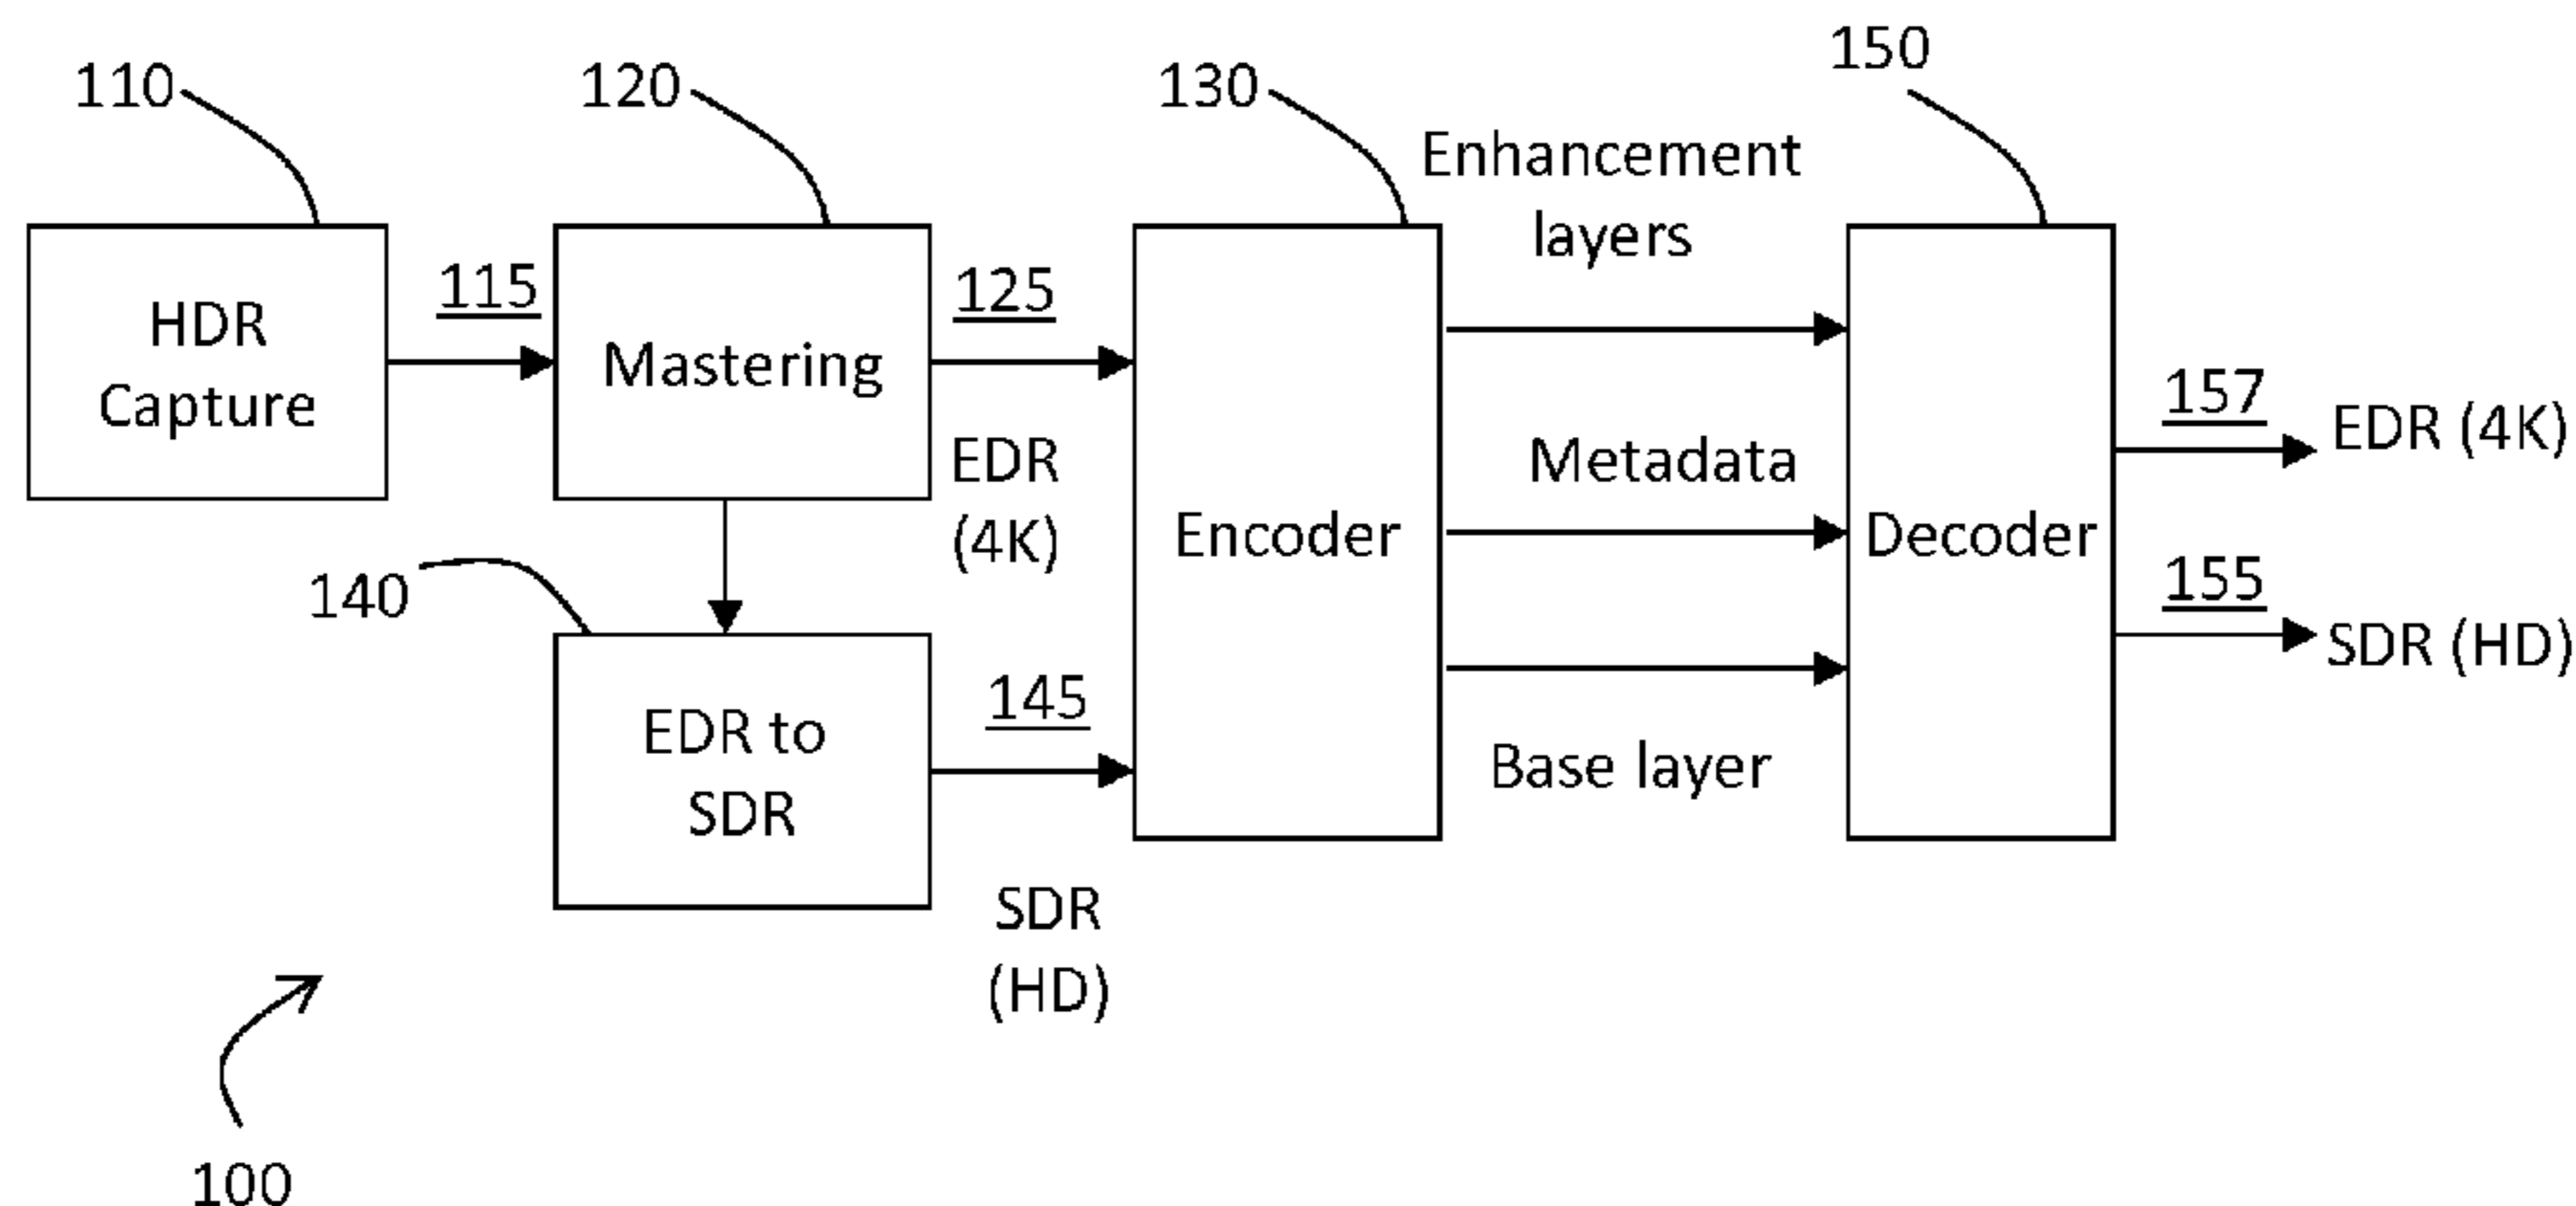 110
120
130
150
Enhancement
layers
HDR
Capture
115
Mastering
125
EDR
(4K)
Encoder
Metadata
Decoder
157
EDR (4K)
155
SDR (HD)
140
EDR to
SDR
145
SDR
(HD)
Base layer
100